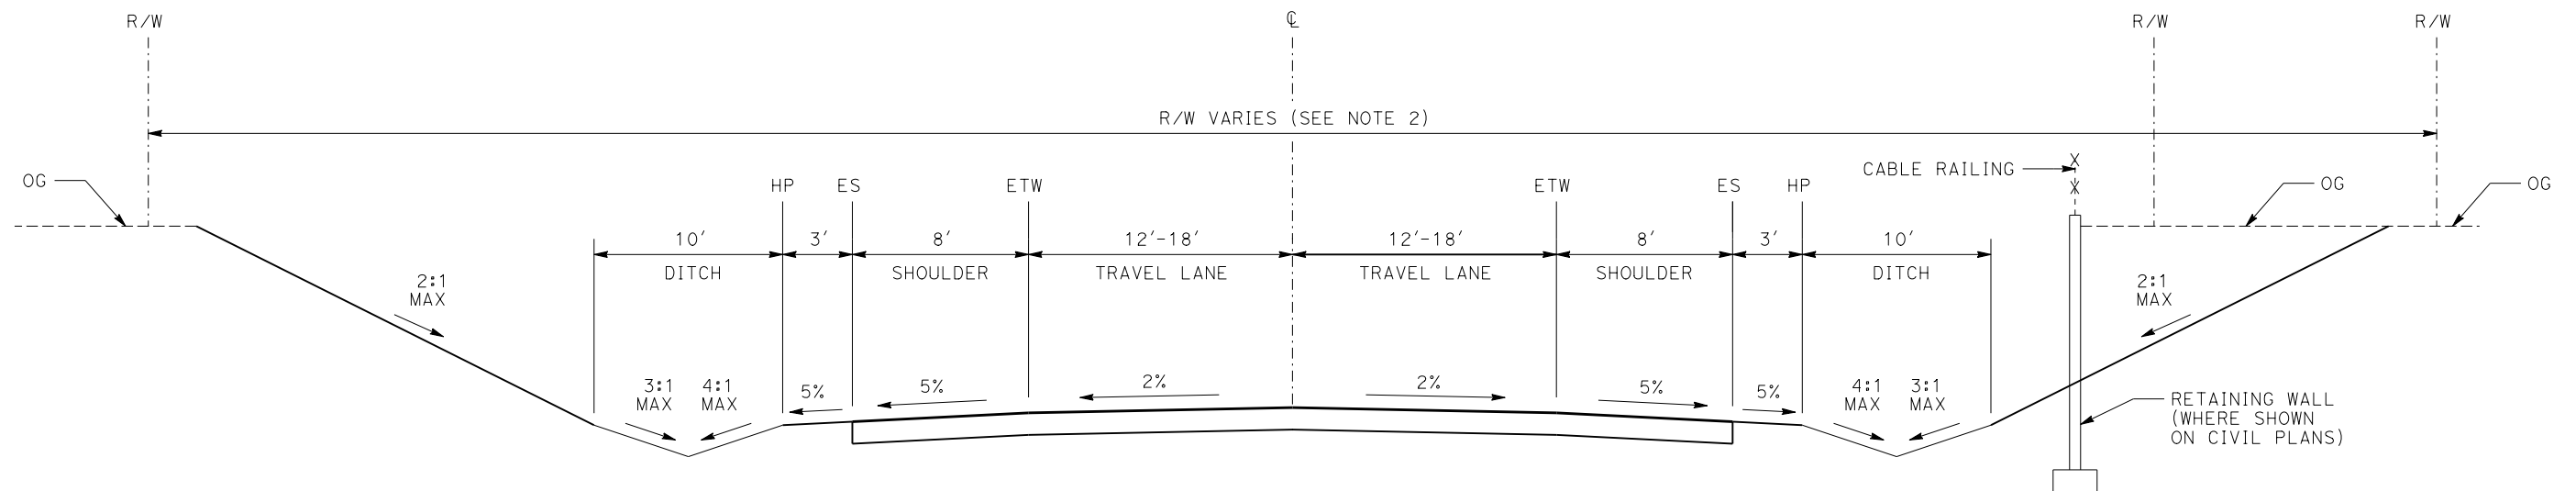 R/W
℄
R/W
R/W
R/W VARIES (SEE NOTE 2)
CABLE RAILING
X
X
OG
HP
ES
ETW
ETW
ES
HP
OG
OG
10'
3'
8'
12'-18'
12'-18'
8'
3'
10'
DITCH
SHOULDER
TRAVEL LANE
TRAVEL LANE
SHOULDER
DITCH
2:1
MAX
2:1
MAX
3:1
MAX
4:1
MAX
5%
5%
2%
2%
5%
5%
4:1
MAX
3:1
MAX
RETAINING WALL
(WHERE SHOWN
ON CIVIL PLANS)